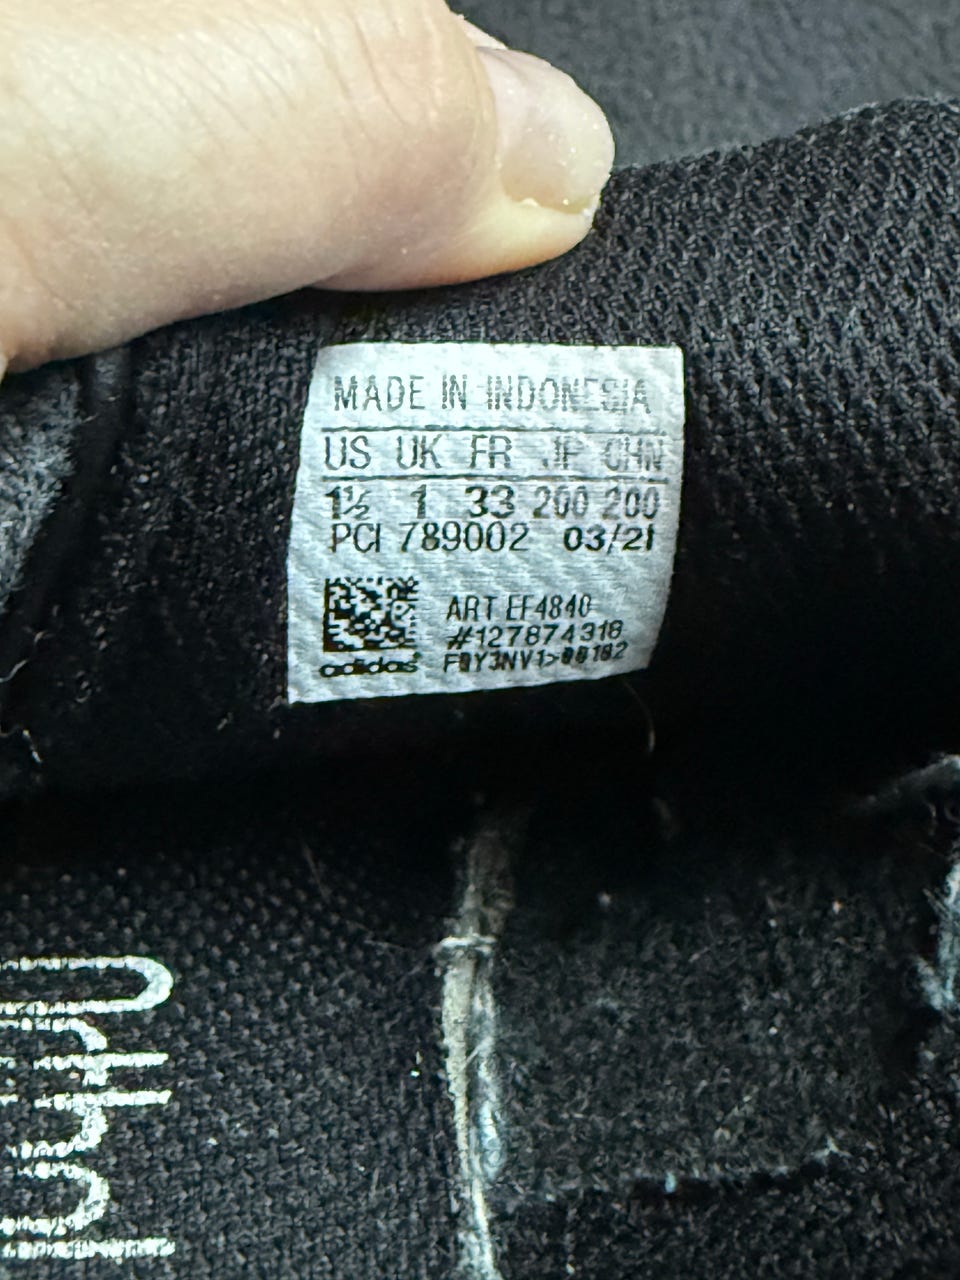 MADE IN INDONESIA
US UK FR JP CHN
1½ 1 33 200 200
PCI 789002 03/21
ART EF4840
#127874318
adidas